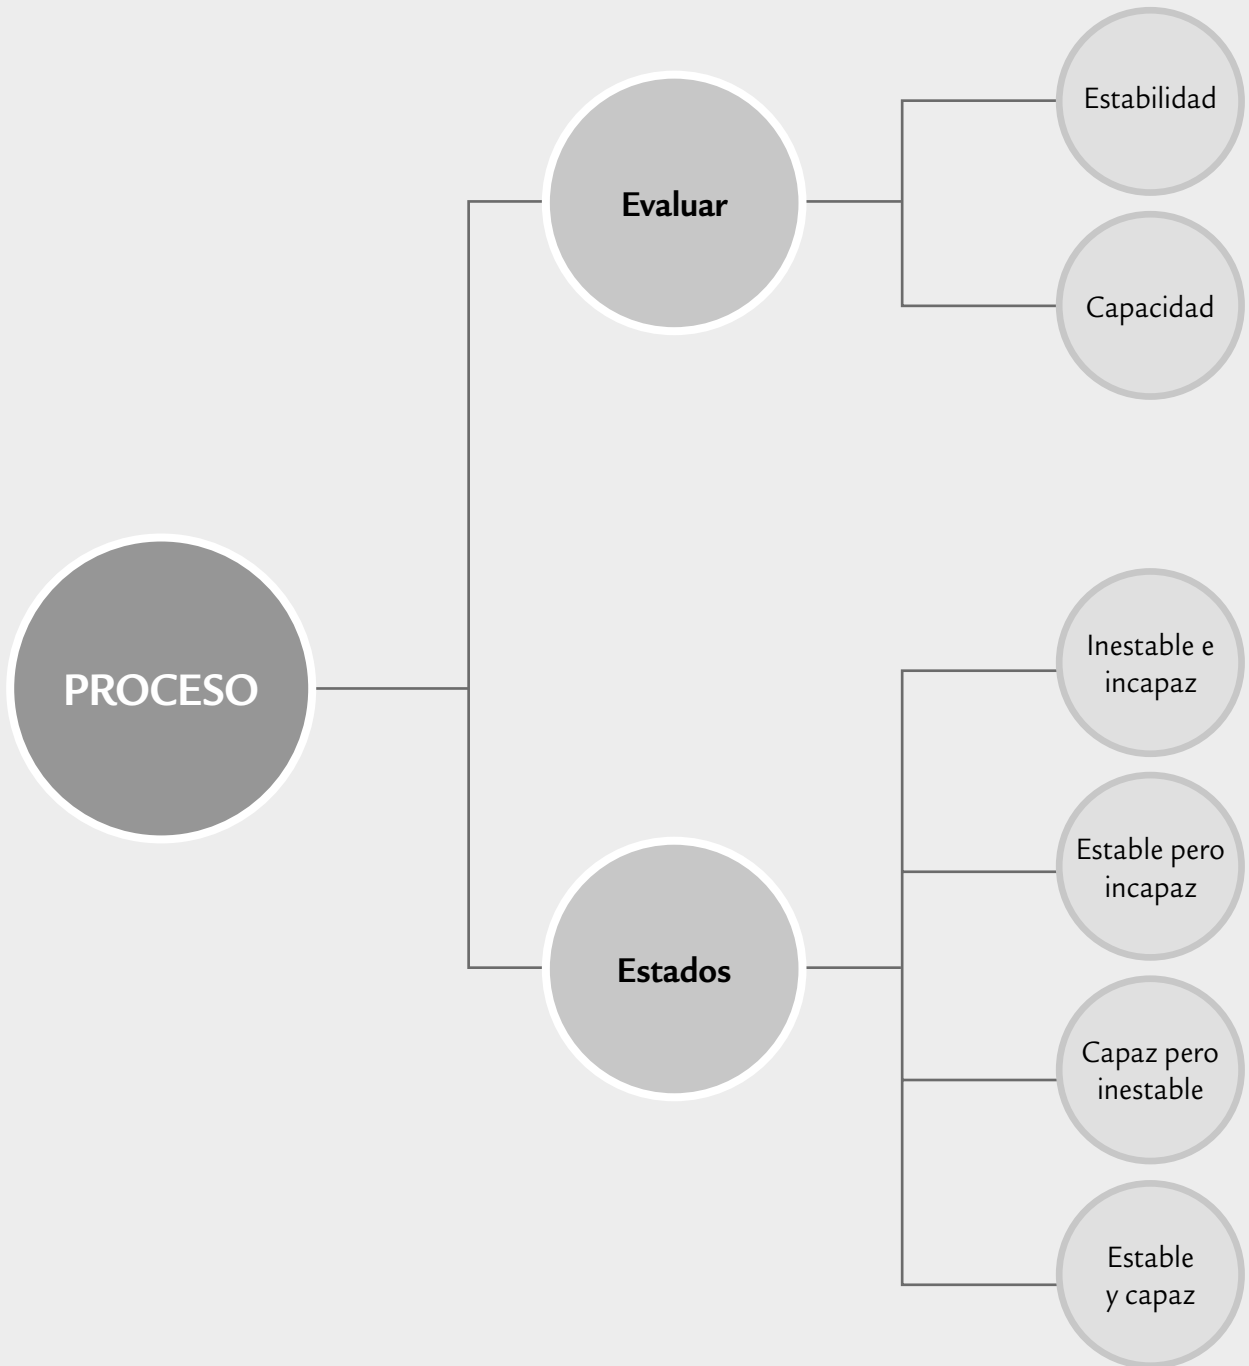 PROCESO
Evaluar
Estabilidad
Capacidad
Estados
Inestable e
incapaz
Estable pero
incapaz
Capaz pero
inestable
Estable
y capaz